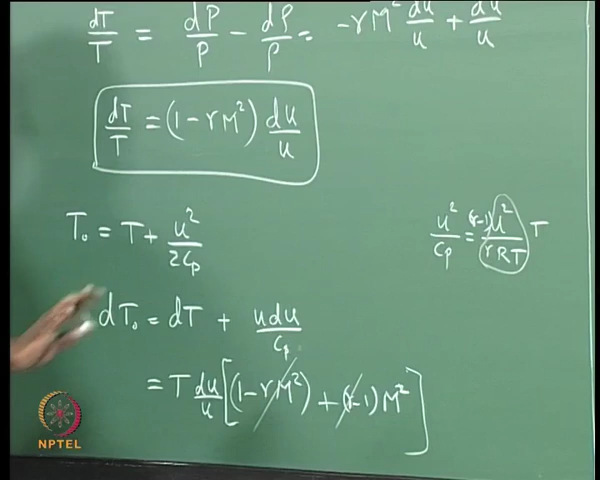 dT/T = dP/P - dρ/ρ = -γM² du/u + du/u
dT/T = (1-γM²) du/u
T₀ = T + u²/2Cp
u²/Cp = (γ-1)u²/γRT T
dT₀ = dT + udu/Cp
= T du/u [(1-γM²) + (γ-1)M²]
NPTEL